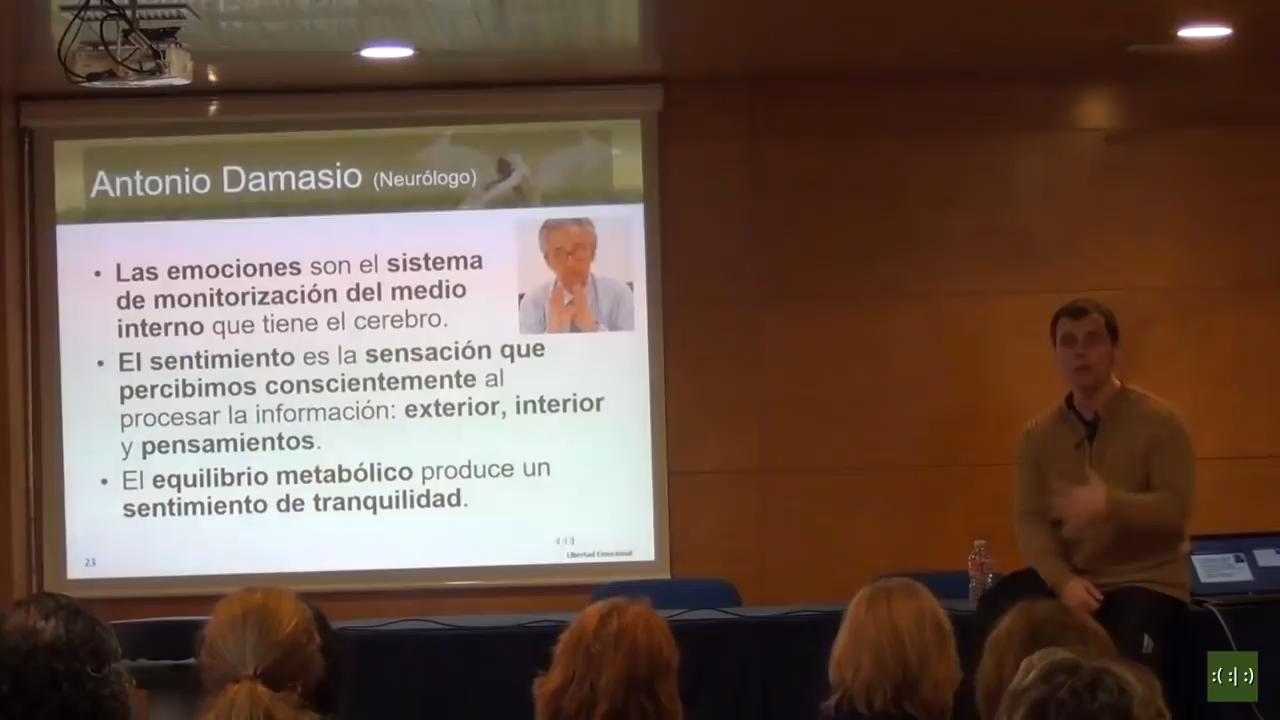 Antonio Damasio (Neurólogo)
• Las emociones son el sistema
de monitorización del medio
interno que tiene el cerebro.
• El sentimiento es la sensación que
percibimos conscientemente al
procesar la información: exterior, interior
y pensamientos.
• El equilibrio metabólico produce un
sentimiento de tranquilidad.
23
Libertad Emocional
:( :| :)